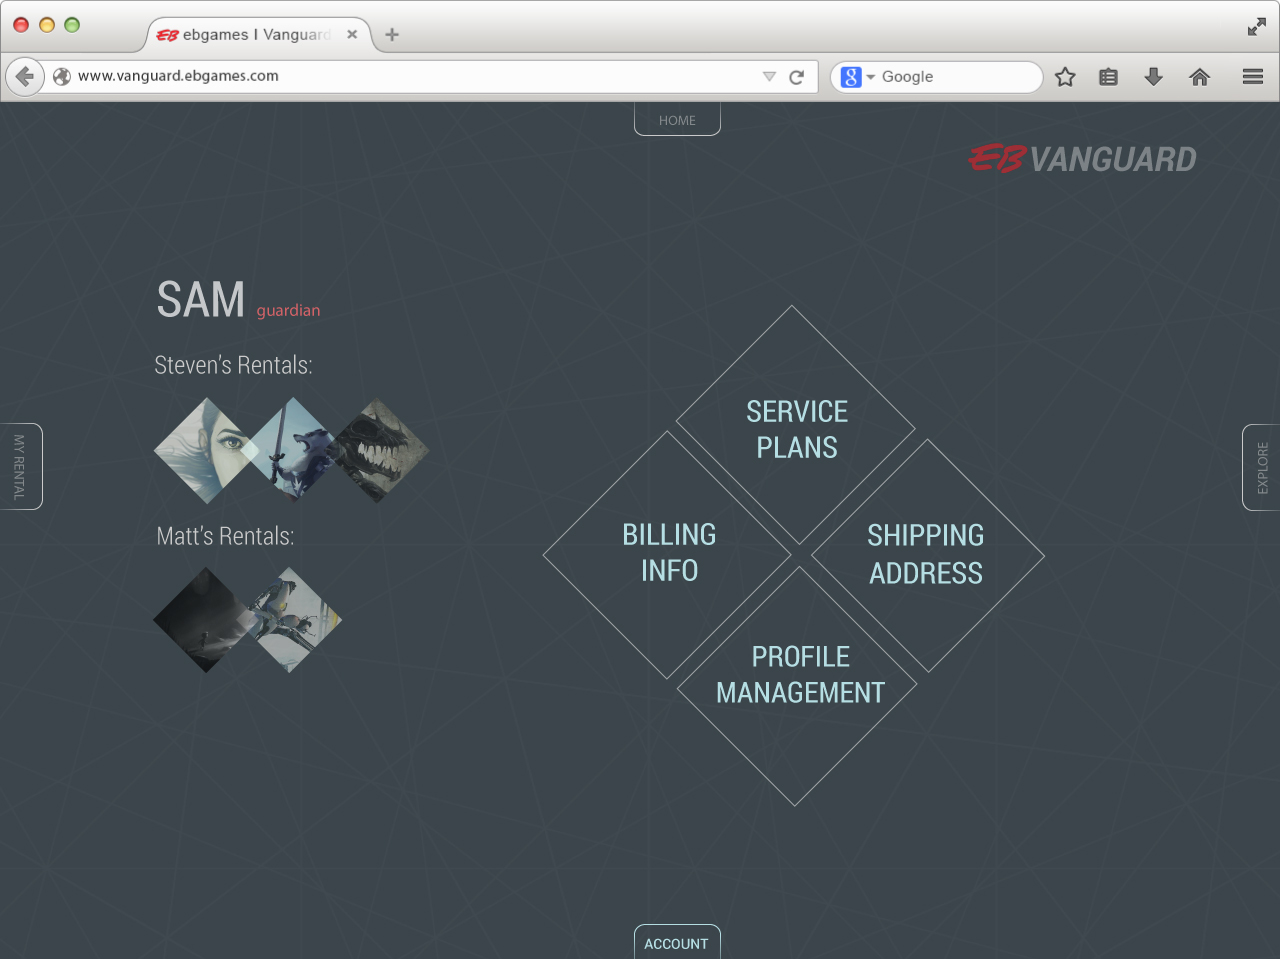 EB ebgames I Vanguard
www.vanguard.ebgames.com
8 Google
HOME
EB VANGUARD
SAM guardian
Steven's Rentals:
MY RENTAL
Matt's Rentals:
SERVICE
PLANS
BILLING
INFO
SHIPPING
ADDRESS
PROFILE
MANAGEMENT
EXPLORE
ACCOUNT